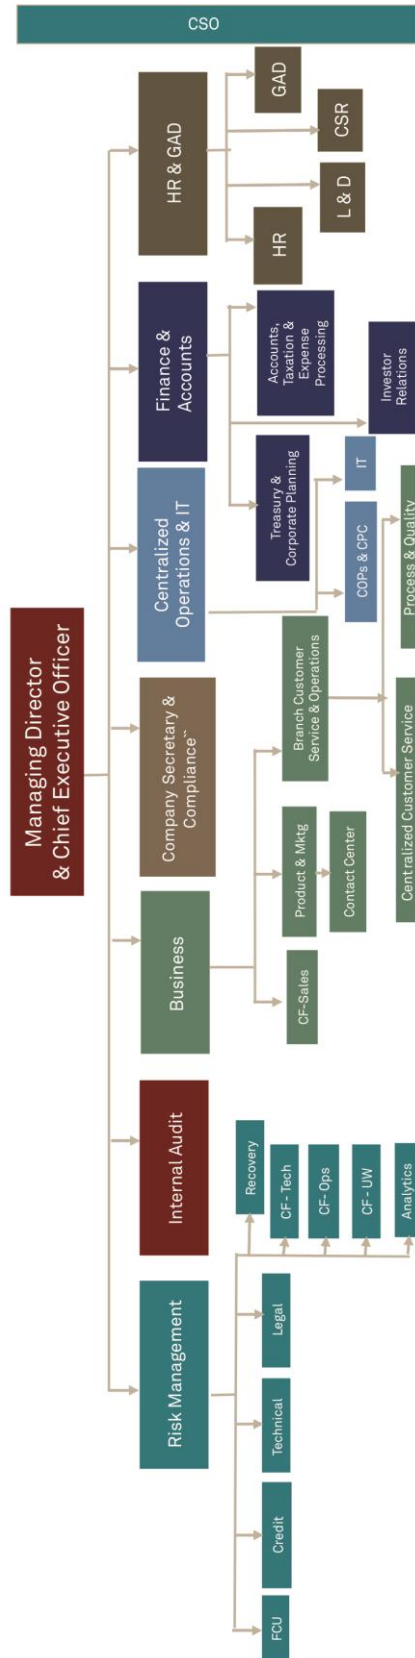 Managing Director
& Chief Executive Officer
Risk Management
Internal Audit
Business
Company Secretary &
Compliance``
Centralized
Operations & IT
Finance &
Accounts
HR & GAD
CSO
FCU
Credit
Technical
Legal
Recovery
CF - Tech
CF- Ops
CF - UW
Analytics
CF-Sales
Product & Mktg
Contact Center
Branch Customer
Service & Operations
Centralized Customer Service
Process & Quality
COPs & CPC
IT
Treasury &
Corporate Planning
Accounts,
Taxation &
Expense
Processing
Investor
Relations
HR
L & D
CSR
GAD